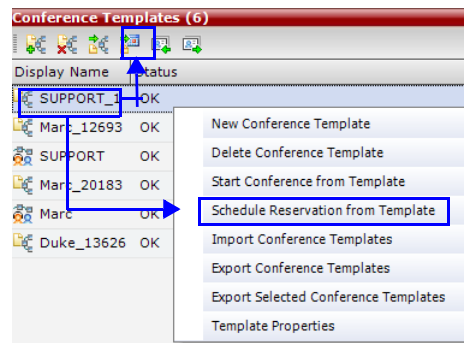 Conference Templates (6)
Display Name Status
SUPPORT_1 OK
Marc_12693 OK
SUPPORT OK
Marc_20183 OK
Marc OK
Duke_13626 OK
New Conference Template
Delete Conference Template
Start Conference from Template
Schedule Reservation from Template
Import Conference Templates
Export Conference Templates
Export Selected Conference Templates
Template Properties